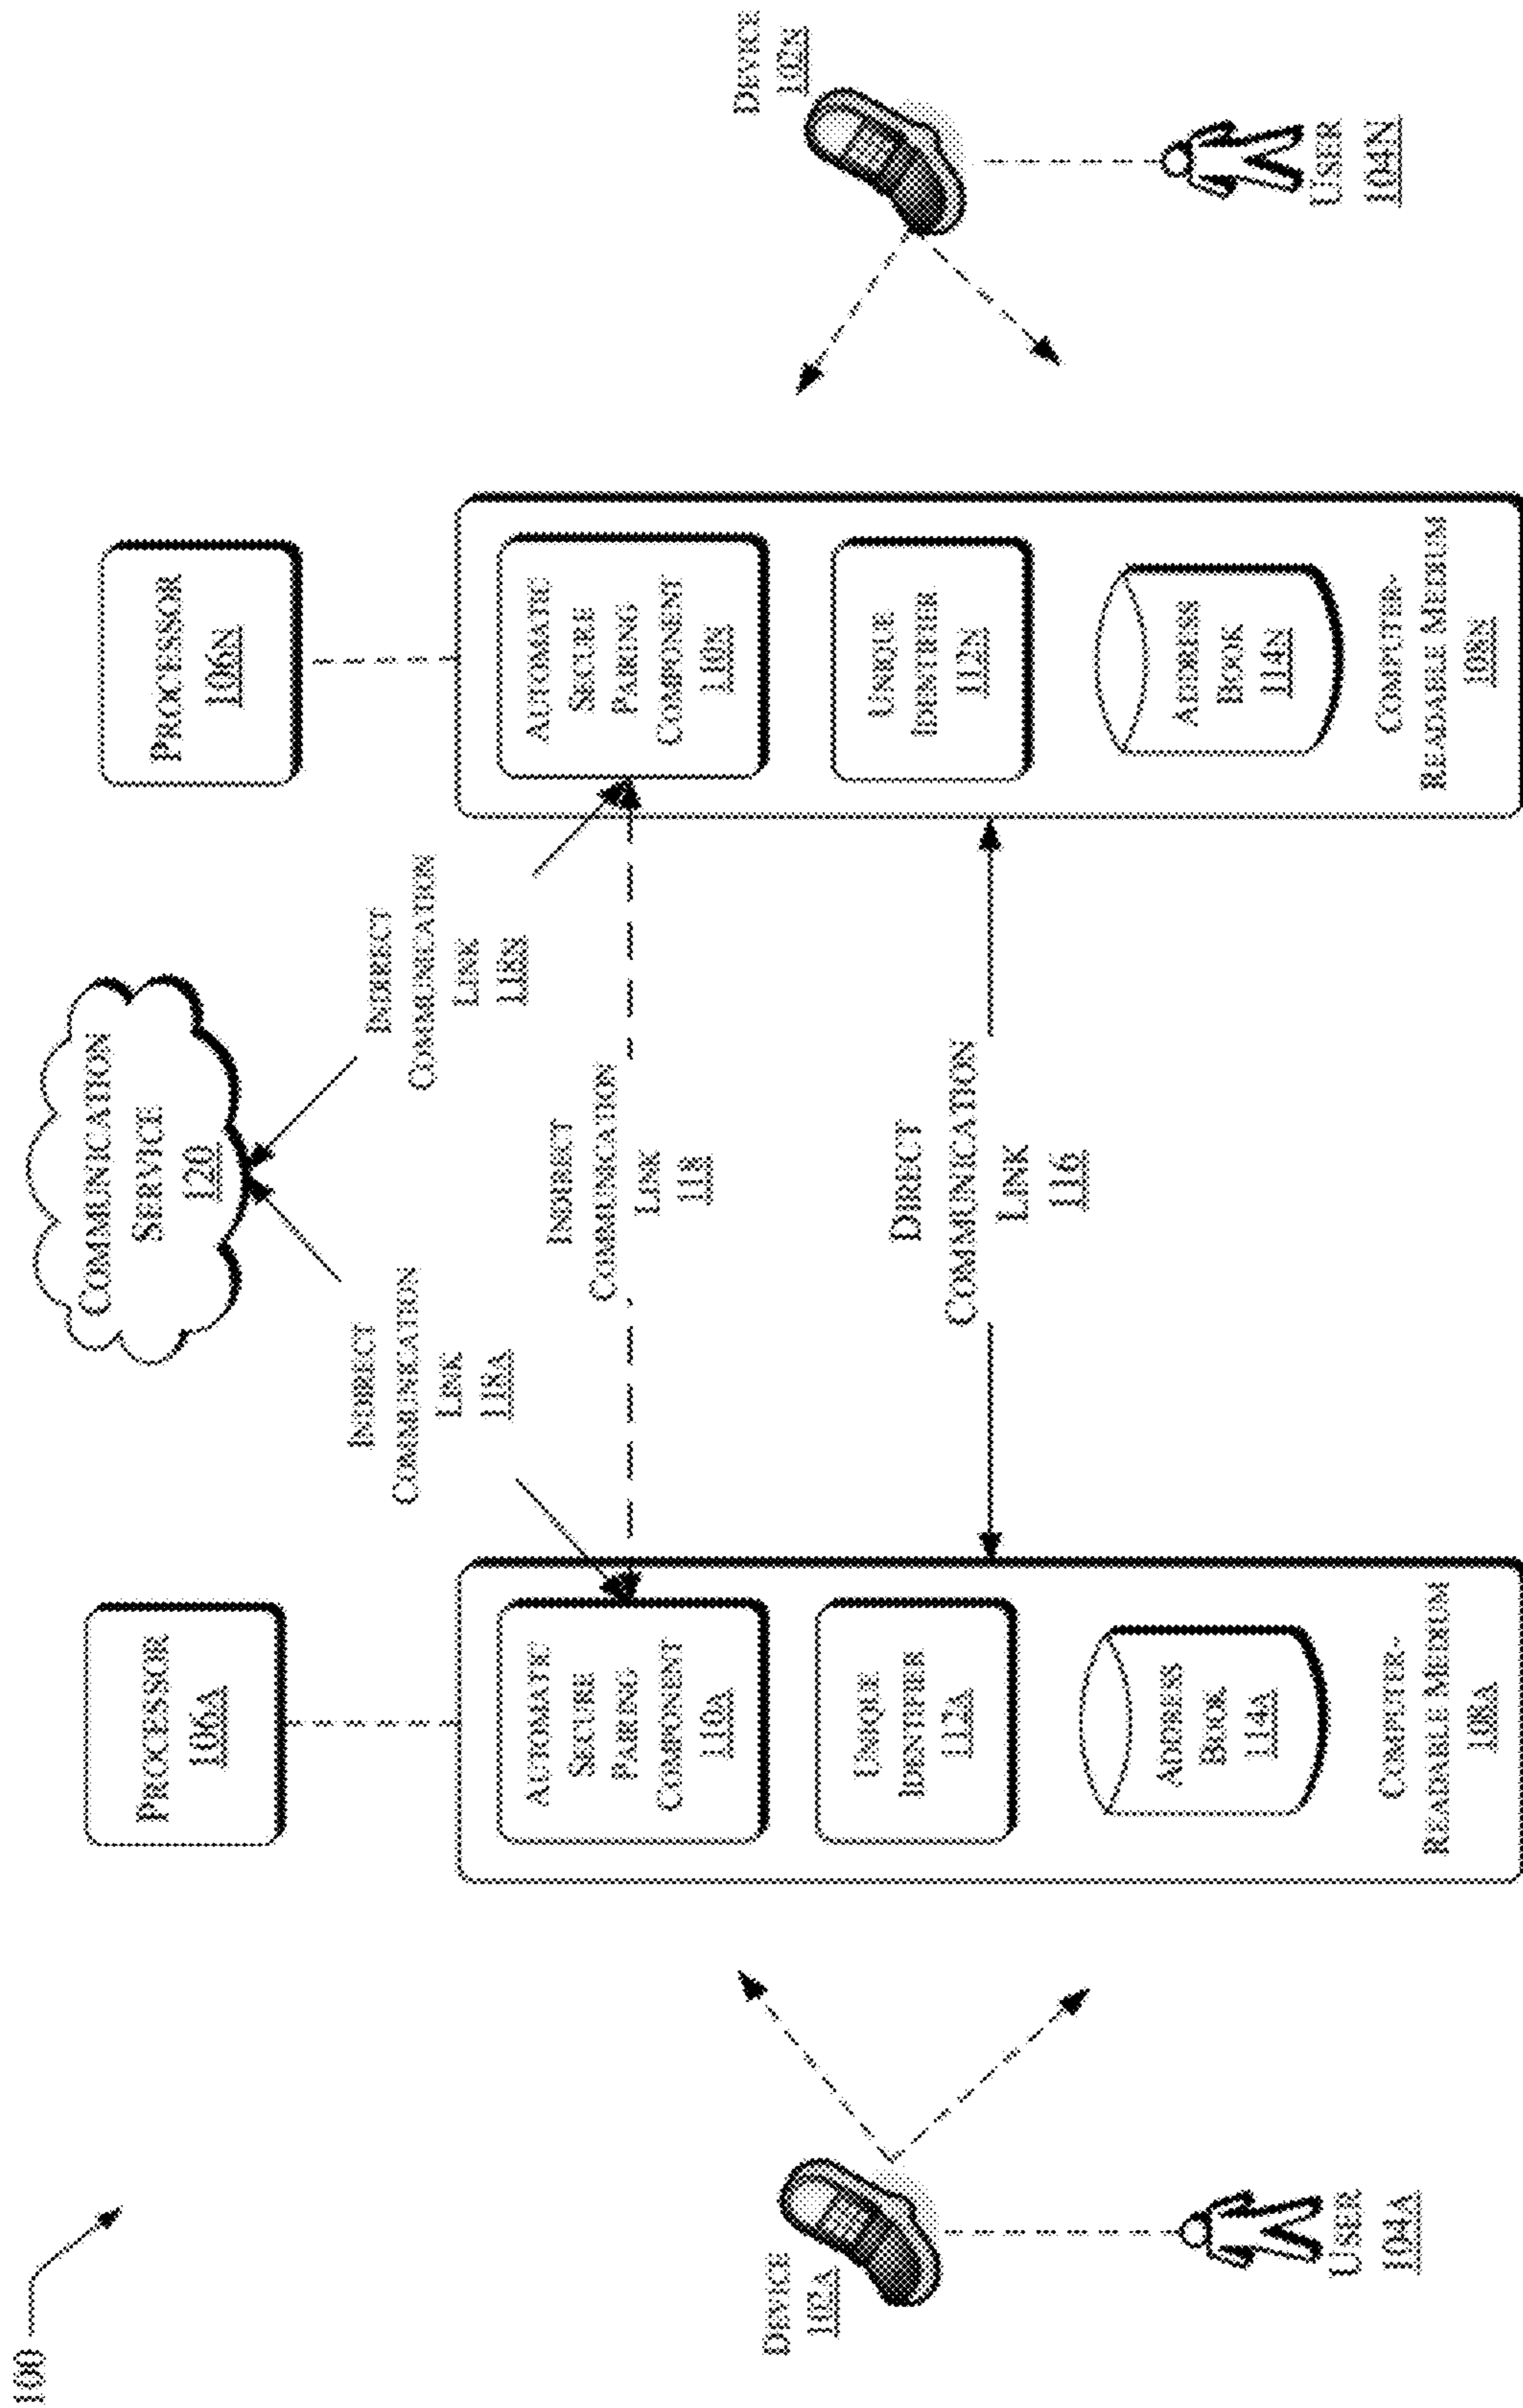 100
COMMUNICATION
SERVICE
120
PROCESSOR
106A
PROCESSOR
106N
INDIRECT
COMMUNICATION
LINK
118A
INDIRECT
COMMUNICATION
LINK
118N
AUTOMATE
SECURE
PARING
COMPONENT
110A
INDIRECT
COMMUNICATION
LINK
118
AUTOMATIC
SECURE
PARING
COMPONENT
110N
DEVICE
102A
DEVICE
102N
UNIQUE
IDENTIFIER
112A
DIRECT
COMMUNICATION
LINK
116
UNIQUE
IDENTIFIER
112N
ADDRESS
BOOK
114A
ADDRESS
BOOK
114N
USER
104A
USER
104N
COMPUTER-
READABLE MEDIUM
108A
COMPUTER-
READABLE MEDIUM
108N